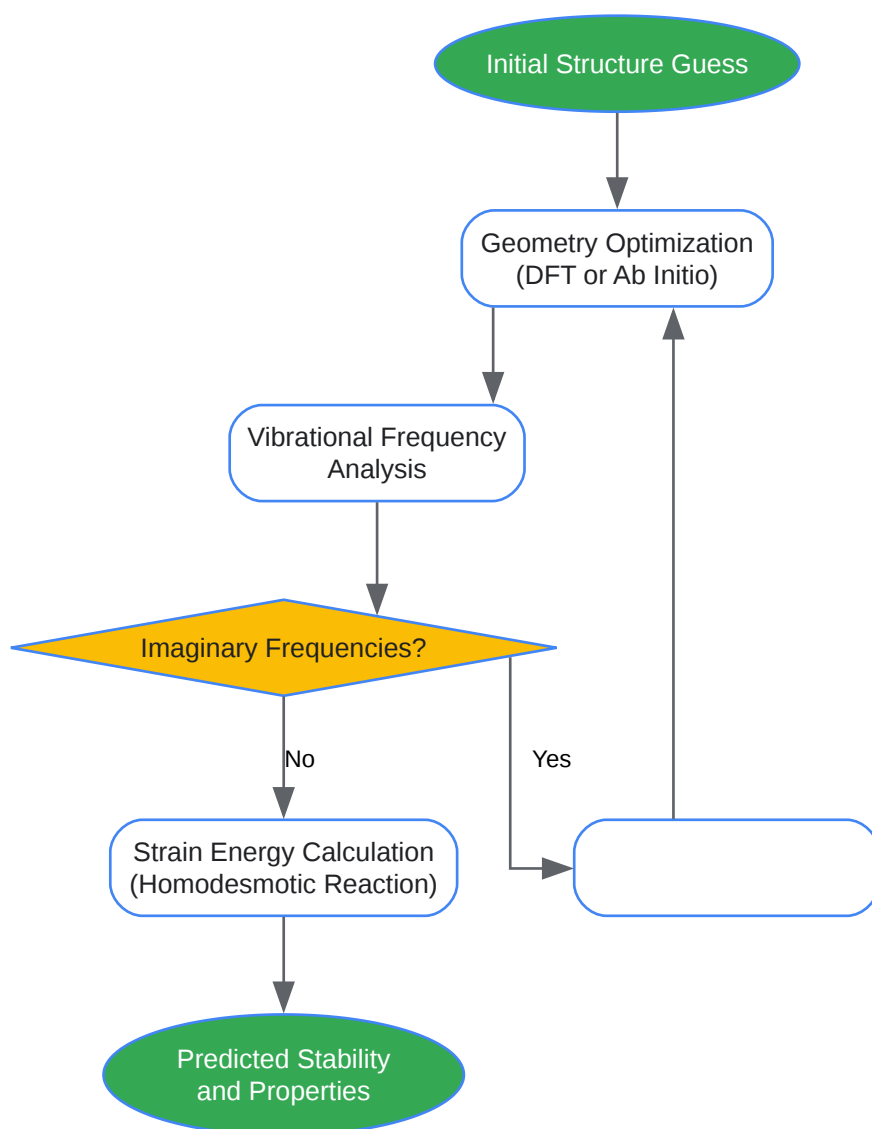 Initial Structure Guess
Geometry Optimization
(DFT or Ab Initio)
Vibrational Frequency
Analysis
Imaginary Frequencies?
No
Yes
Strain Energy Calculation
(Homodesmotic Reaction)
Predicted Stability
and Properties